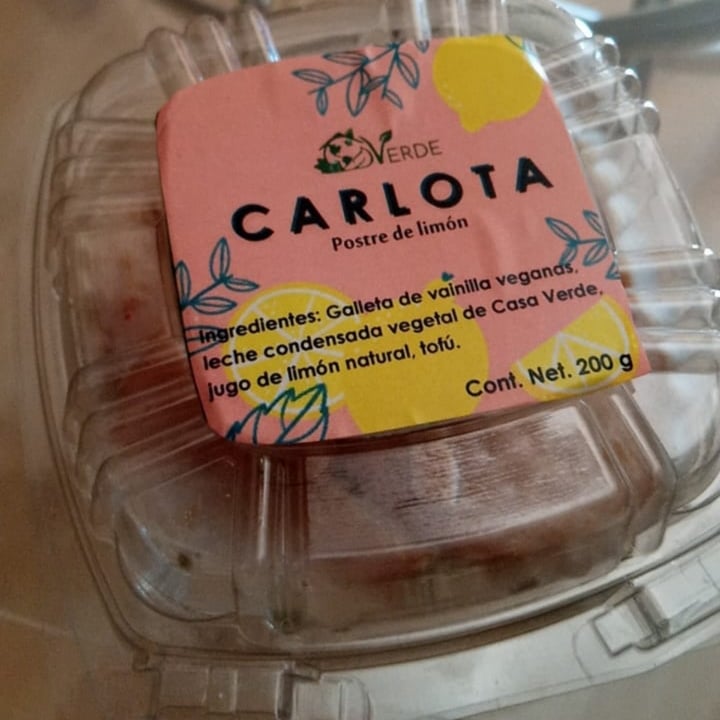 VERDE
CARLOTA
Postre de limón
Ingredientes: Galleta de vainilla veganas,
leche condensada vegetal de Casa Verde,
jugo de limón natural, tofú.
Cont. Net. 200 g